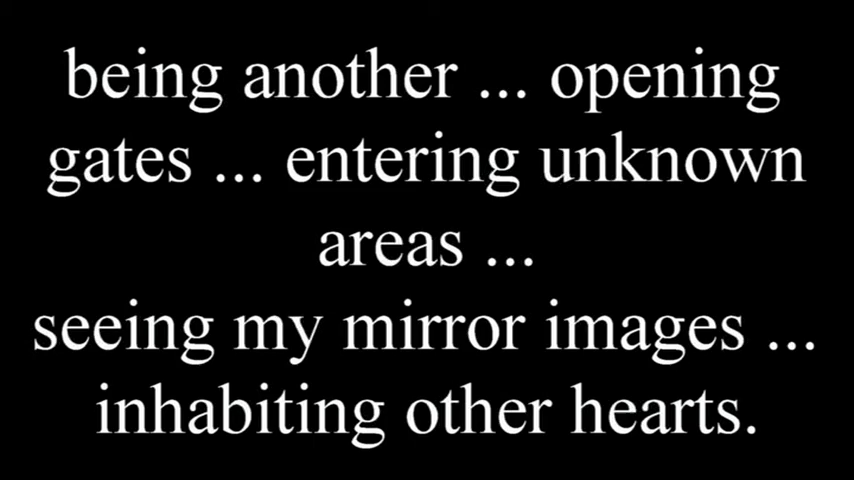 being another ... opening
gates ... entering unknown
areas ...
seeing my mirror images ...
inhabiting other hearts.